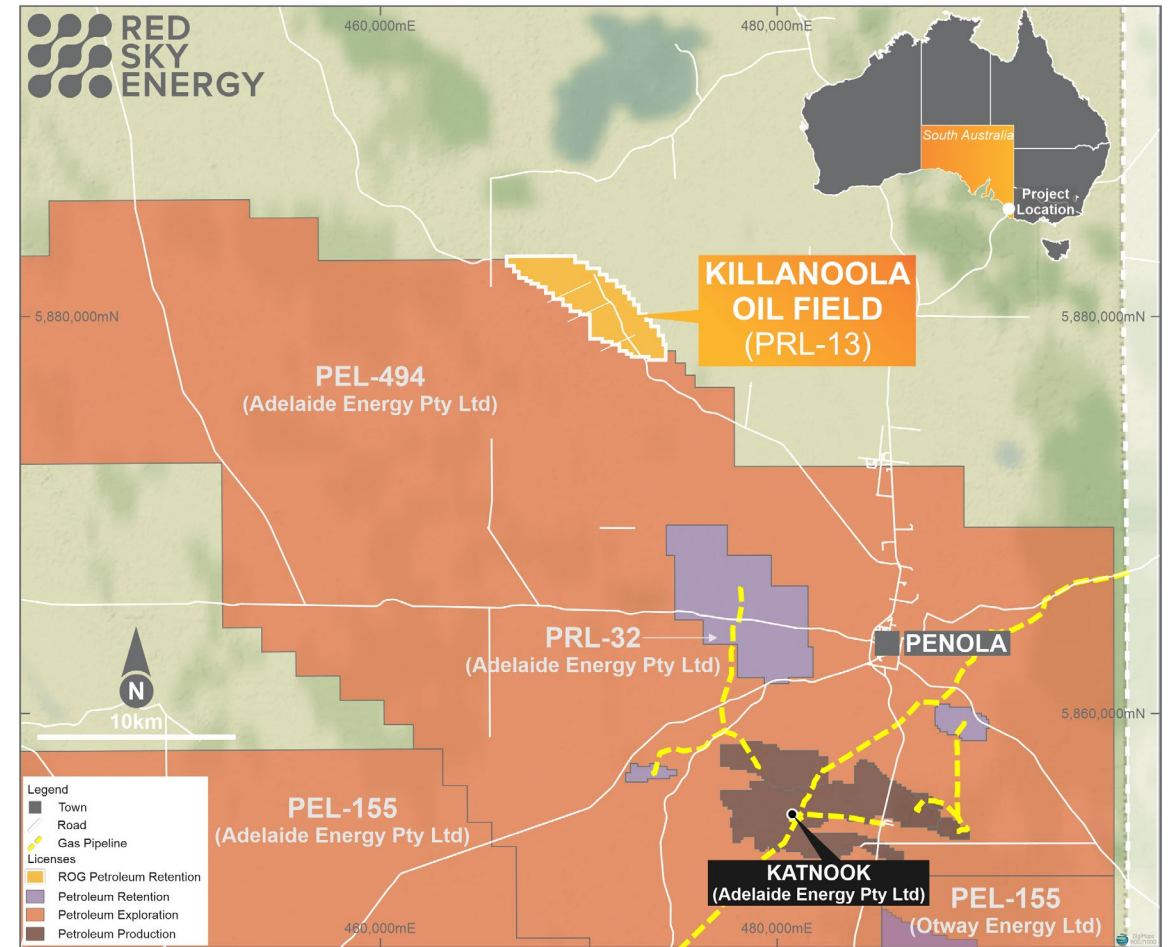 RED
SKY
ENERGY
460,000mE
480,000mE
South Australia
Project
Location
KILLANOOLA
OIL FIELD
(PRL-13)
5,880,000mN
5,880,000mN
PEL-494
(Adelaide Energy Pty Ltd)
PRL-32
(Adelaide Energy Pty Ltd)
PENOLA
N
10km
5,860,000mN
PEL-155
(Adelaide Energy Pty Ltd)
KATNOOK
(Adelaide Energy Pty Ltd)
PEL-155
(Otway Energy Ltd)
Legend
Town
Road
Gas Pipeline
Licenses
ROG Petroleum Retention
Petroleum Retention
Petroleum Exploration
Petroleum Production
460,000mE
480,000mE